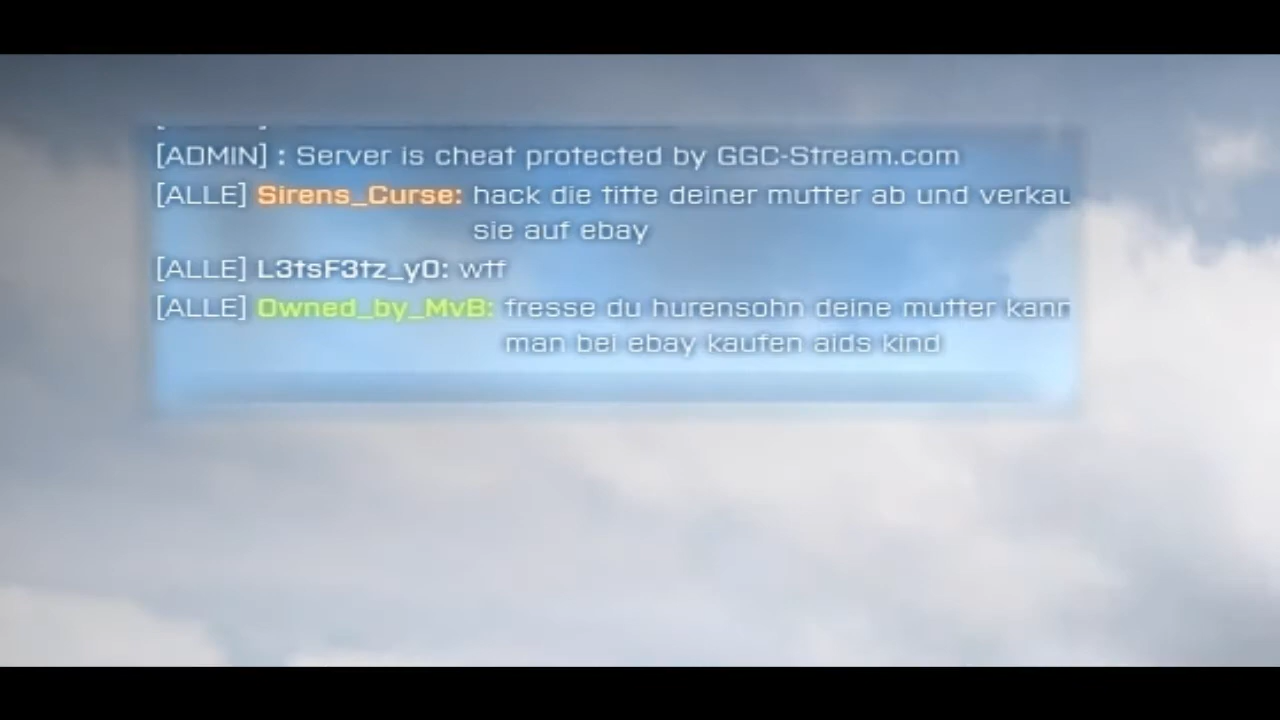 [ADMIN] : Server is cheat protected by GGC-Stream.com
[ALLE] Sirens_Curse: hack die titte deiner mutter ab und verkau
sie auf ebay
[ALLE] L3tsF3tz_y0: wtf
[ALLE] Owned_by_MvB: fresse du hurensohn deine mutter kann
man bei ebay kaufen aids kind